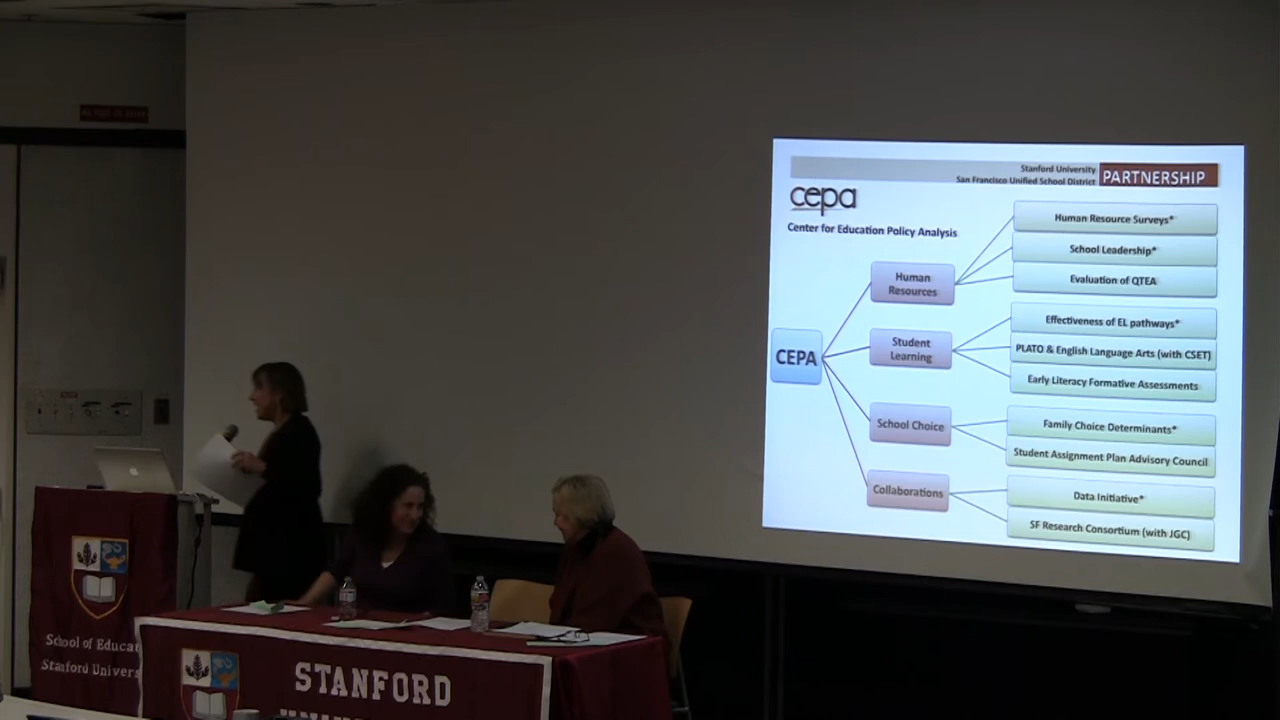 Stanford University
San Francisco Unified School District
PARTNERSHIP
cepa
Center for Education Policy Analysis
CEPA
Human
Resources
Human Resource Surveys*
School Leadership*
Evaluation of QTEA
Student
Learning
Effectiveness of EL pathways*
PLATO & English Language Arts (with CSET)
Early Literacy Formative Assessments
School Choice
Family Choice Determinants*
Student Assignment Plan Advisory Council
Collaborations
Data Initiative*
SF Research Consortium (with JGC)
School of Educat
Stanford Univers
STANFORD